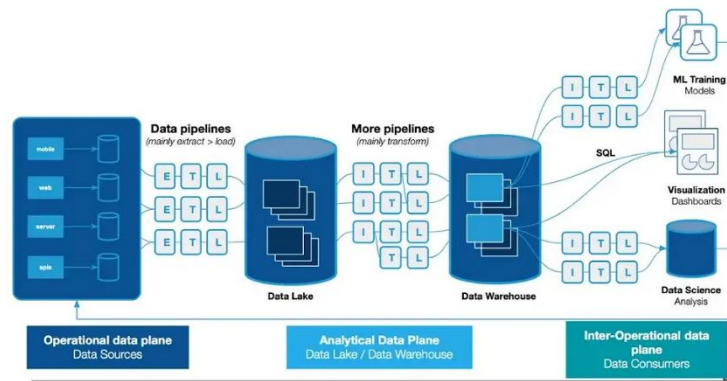 Data pipelines
(mainly extract > load)
More pipelines
(mainly transform)
mobile
web
server
apis
E T L
E T L
E T L
Data Lake
I T L
I T L
I T L
T L
Data Warehouse
I T L
I T L
SQL
I T L
I T L
ML Training
Models
Visualization
Dashboards
Data Science
Analysis
Operational data plane
Data Sources
Analytical Data Plane
Data Lake / Data Warehouse
Inter-Operational data
plane
Data Consumers